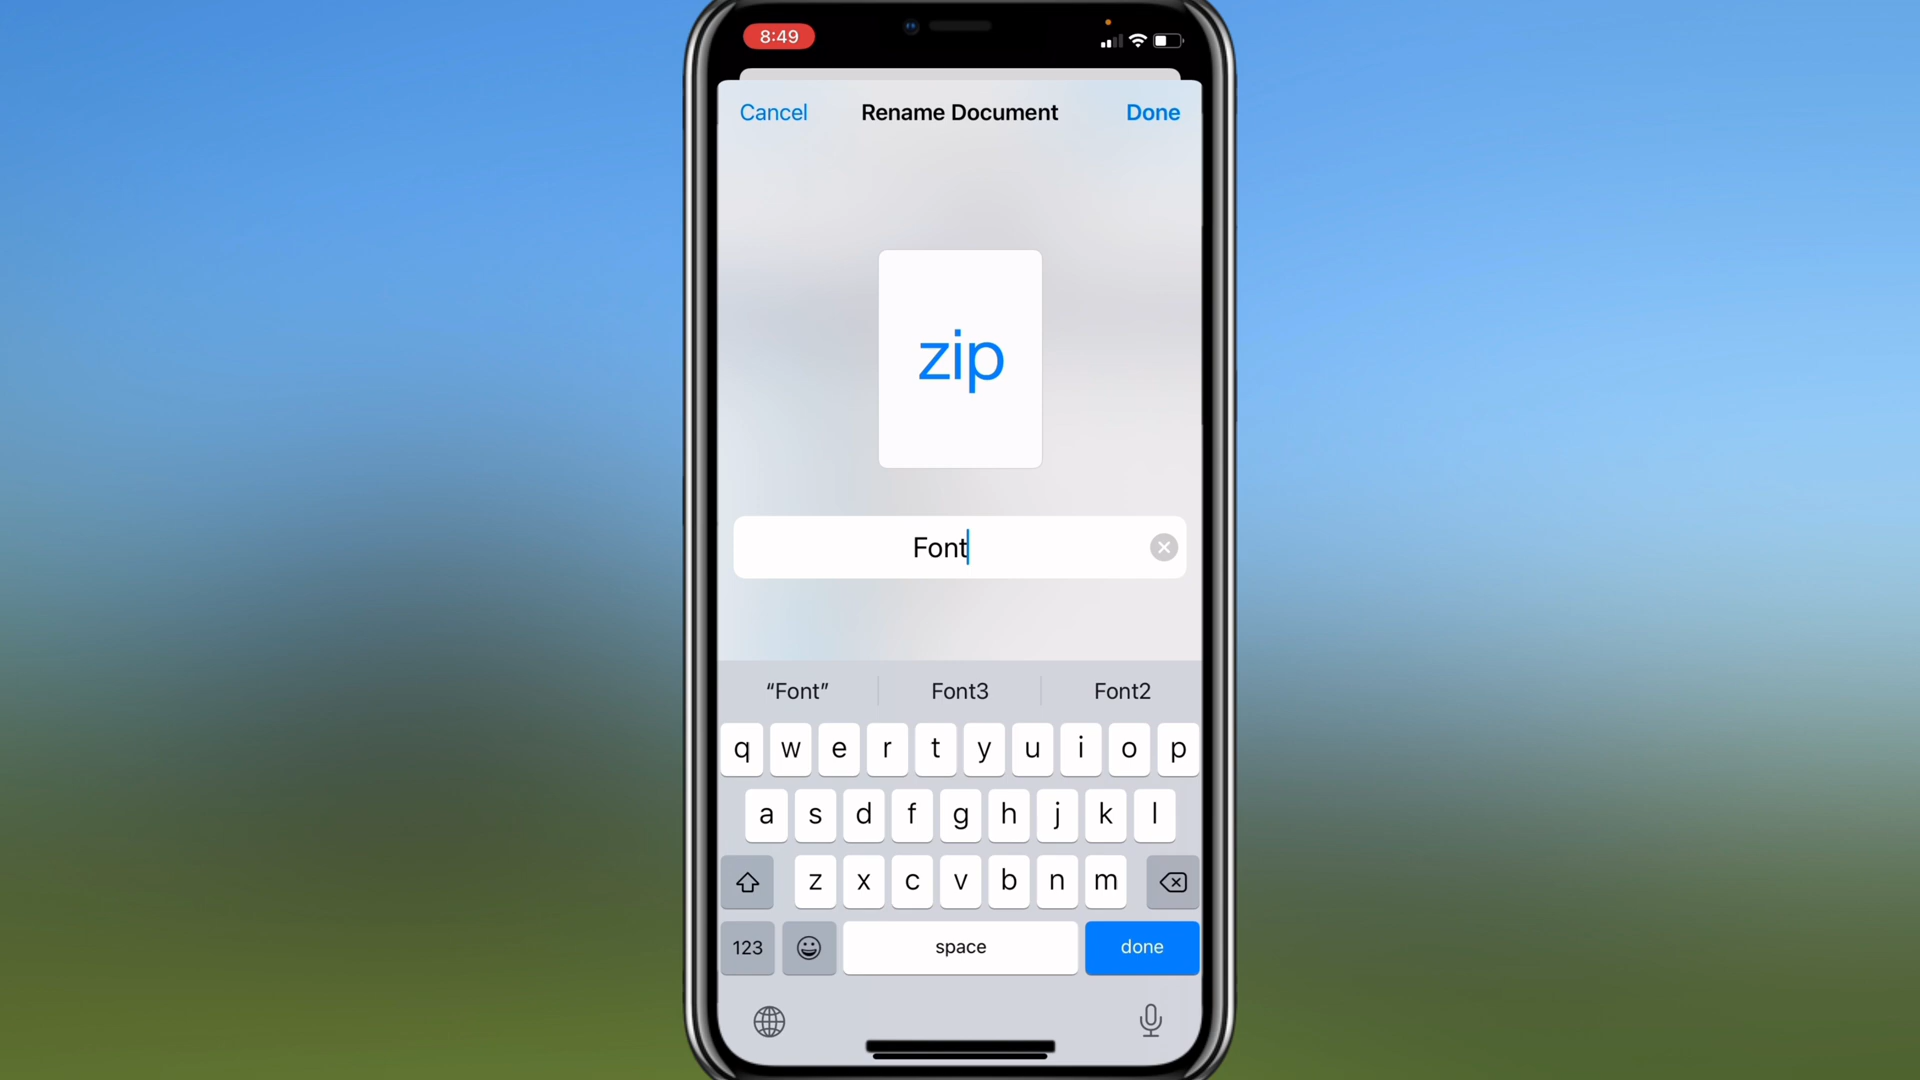 8:49
Cancel Rename Document Done
zip
Font
“Font” Font3 Font2
q w e r t y u i o p
a s d f g h j k l
z x c v b n m
123 space done